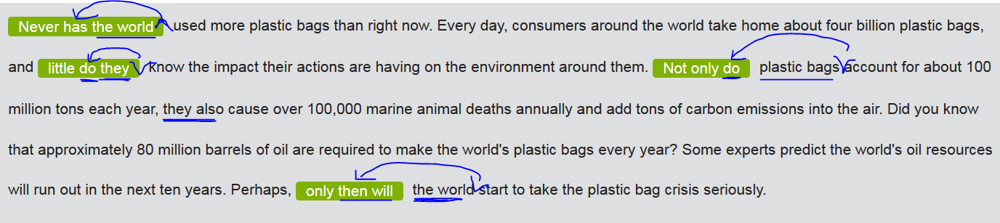 Never has the world used more plastic bags than right now. Every day, consumers around the world take home about four billion plastic bags,
and little do they know the impact their actions are having on the environment around them. Not only do plastic bags account for about 100
million tons each year, they also cause over 100,000 marine animal deaths annually and add tons of carbon emissions into the air. Did you know
that approximately 80 million barrels of oil are required to make the world's plastic bags every year? Some experts predict the world's oil resources
will run out in the next ten years. Perhaps, only then will the world start to take the plastic bag crisis seriously.